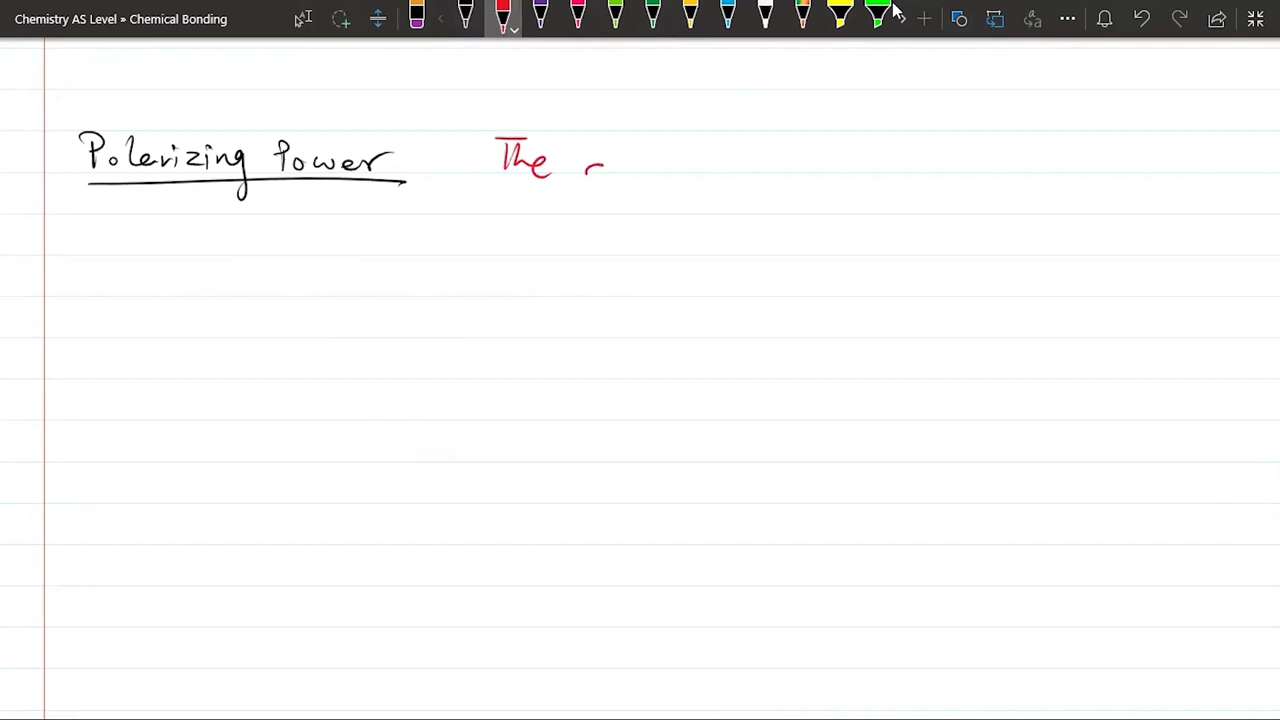 Chemistry AS Level » Chemical Bonding
Polarizing Power The